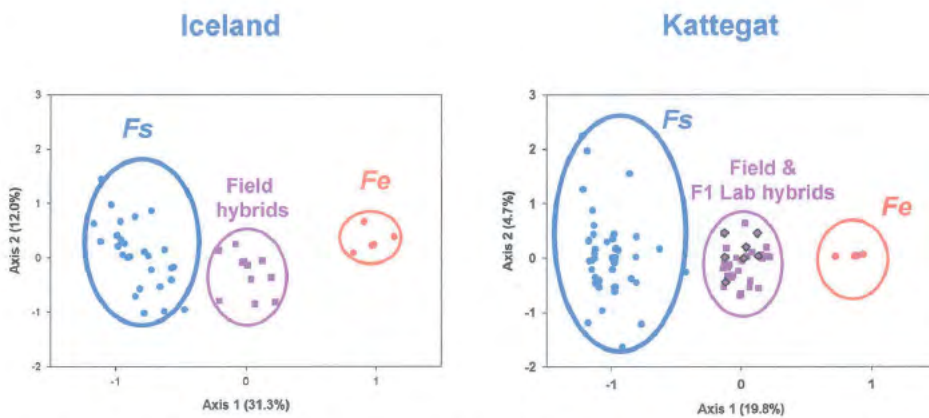 Iceland
Kattegat
3
2
1
0
-1
-2
Axis 2 (12.0%)
Fs
Field
hybrids
Fe
-1
0
1
Axis 1 (31.3%)
3
2
1
0
-1
-2
Axis 2 (4.7%)
Fs
Field &
F1 Lab hybrids
Fe
-1
0
1
Axis 1 (19.8%)